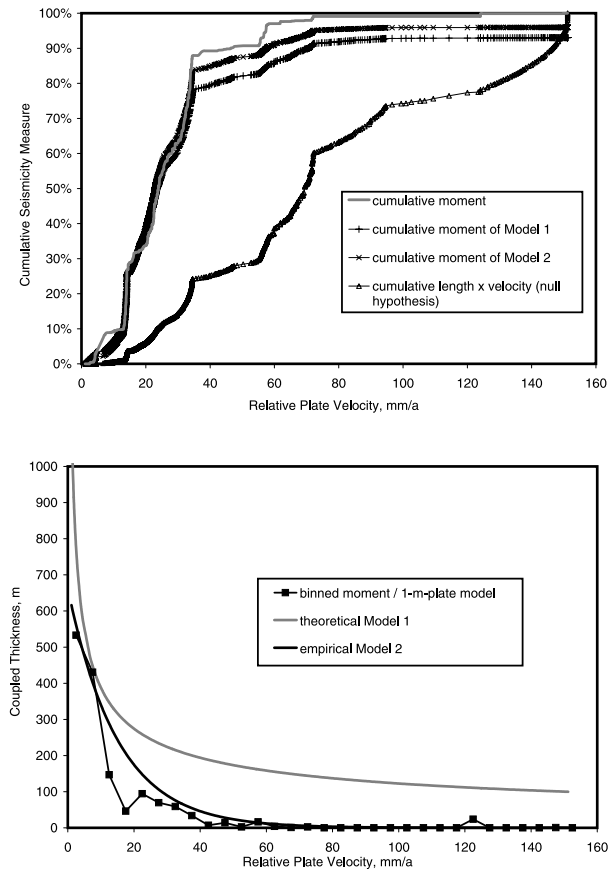 100%
90%
80%
70%
60%
50%
40%
30%
20%
10%
0%
Cumulative Seismicity Measure
cumulative moment
cumulative moment of Model 1
cumulative moment of Model 2
cumulative length x velocity (null
hypothesis)
0 20 40 60 80 100 120 140 160
Relative Plate Velocity, mm/a
1000
900
800
700
600
500
400
300
200
100
0
Coupled Thickness, m
binned moment / 1-m-plate model
theoretical Model 1
empirical Model 2
0 20 40 60 80 100 120 140 160
Relative Plate Velocity, mm/a